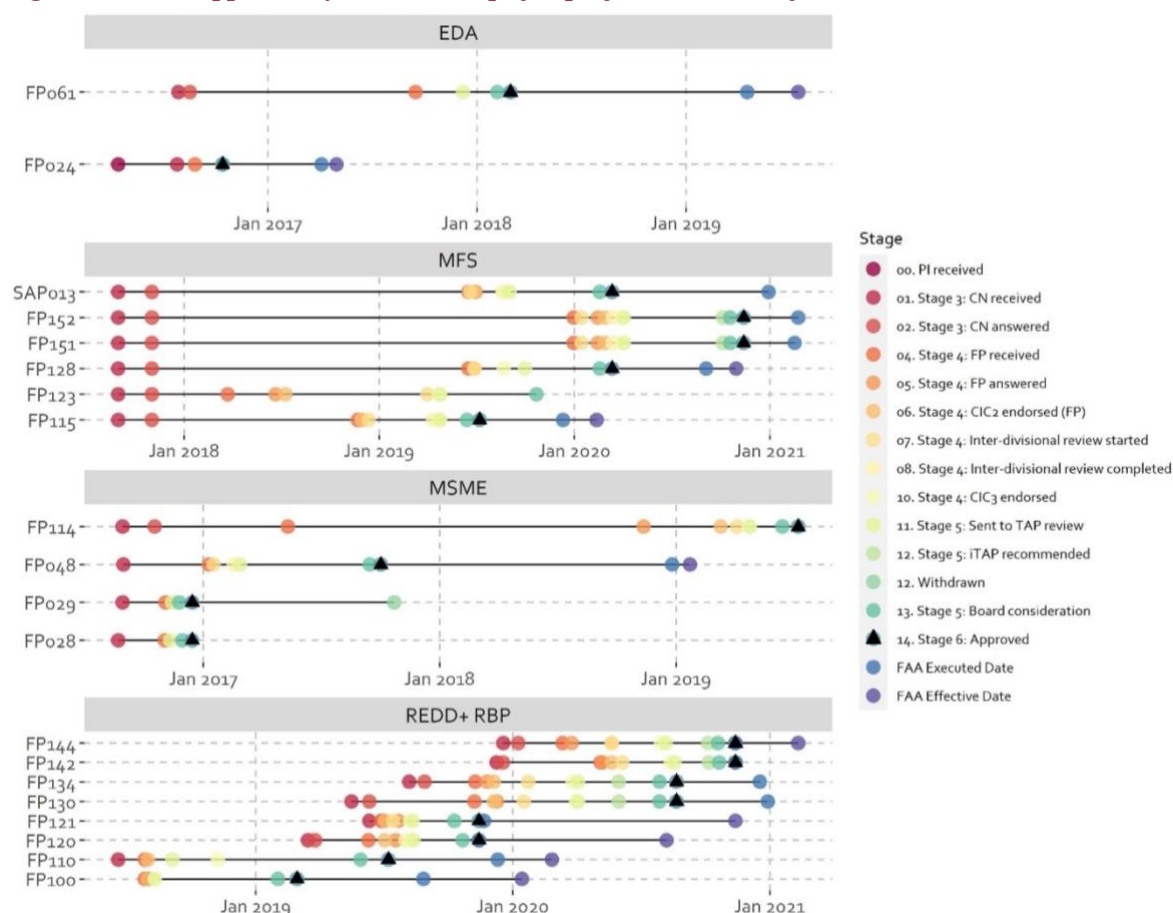 EDA
FP061
FP024
Jan 2017 Jan 2018 Jan 2019
MFS
SAP013
FP152
FP151
FP128
FP123
FP115
Jan 2018 Jan 2019 Jan 2020 Jan 2021
MSME
FP114
FP048
FP029
FP028
Jan 2017 Jan 2018 Jan 2019
REDD+ RBP
FP144
FP142
FP134
FP130
FP121
FP120
FP110
FP100
Jan 2019 Jan 2020 Jan 2021
Stage
00. PI received
01. Stage 3: CN received
02. Stage 3: CN answered
04. Stage 4: FP received
05. Stage 4: FP answered
06. Stage 4: CIC2 endorsed (FP)
07. Stage 4: Inter-divisional review started
08. Stage 4: Inter-divisional review completed
10. Stage 4: CIC3 endorsed
11. Stage 5: Sent to TAP review
12. Stage 5: iTAP recommended
12. Withdrawn
13. Stage 5: Board consideration
14. Stage 6: Approved
FAA Executed Date
FAA Effective Date